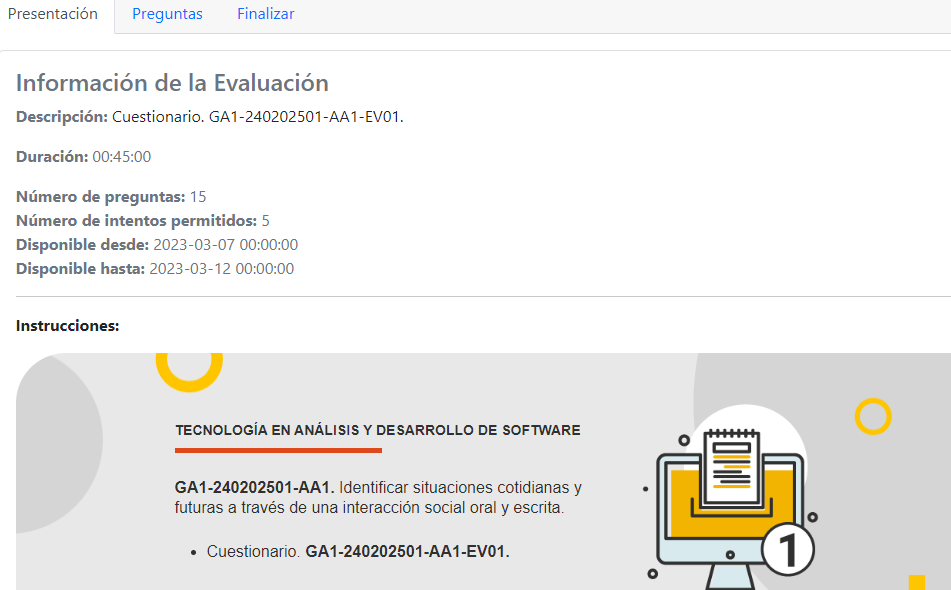 Presentación Preguntas Finalizar
Información de la Evaluación
Descripción: Cuestionario. GA1-240202501-AA1-EV01.
Duración: 00:45:00
Número de preguntas: 15
Número de intentos permitidos: 5
Disponible desde: 2023-03-07 00:00:00
Disponible hasta: 2023-03-12 00:00:00
Instrucciones:
TECNOLOGÍA EN ANÁLISIS Y DESARROLLO DE SOFTWARE
GA1-240202501-AA1. Identificar situaciones cotidianas y
futuras a través de una interacción social oral y escrita.
• Cuestionario. GA1-240202501-AA1-EV01.
1